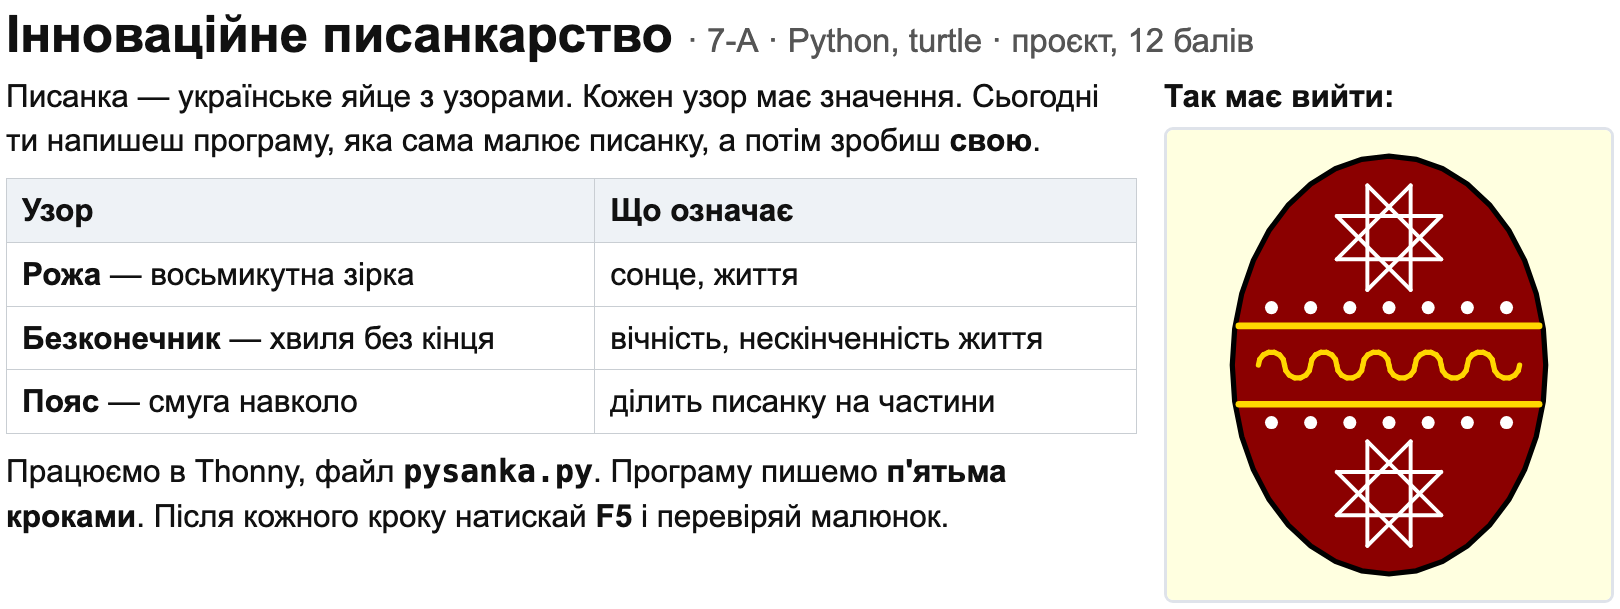 Інноваційне писанкарство · 7-А · Python, turtle · проєкт, 12 балів
Писанка — українське яйце з узорами. Кожен узор має значення. Сьогодні
ти напишеш програму, яка сама малює писанку, а потім зробиш свою.
Узор Що означає
Рожа — восьмикутна зірка сонце, життя
Безконечник — хвиля без кінця вічність, нескінченність життя
Пояс — смуга навколо ділить писанку на частини
Працюємо в Thonny, файл pysanka.py. Програму пишемо п'ятьма
кроками. Після кожного кроку натискай F5 і перевіряй малюнок.
Так має вийти: